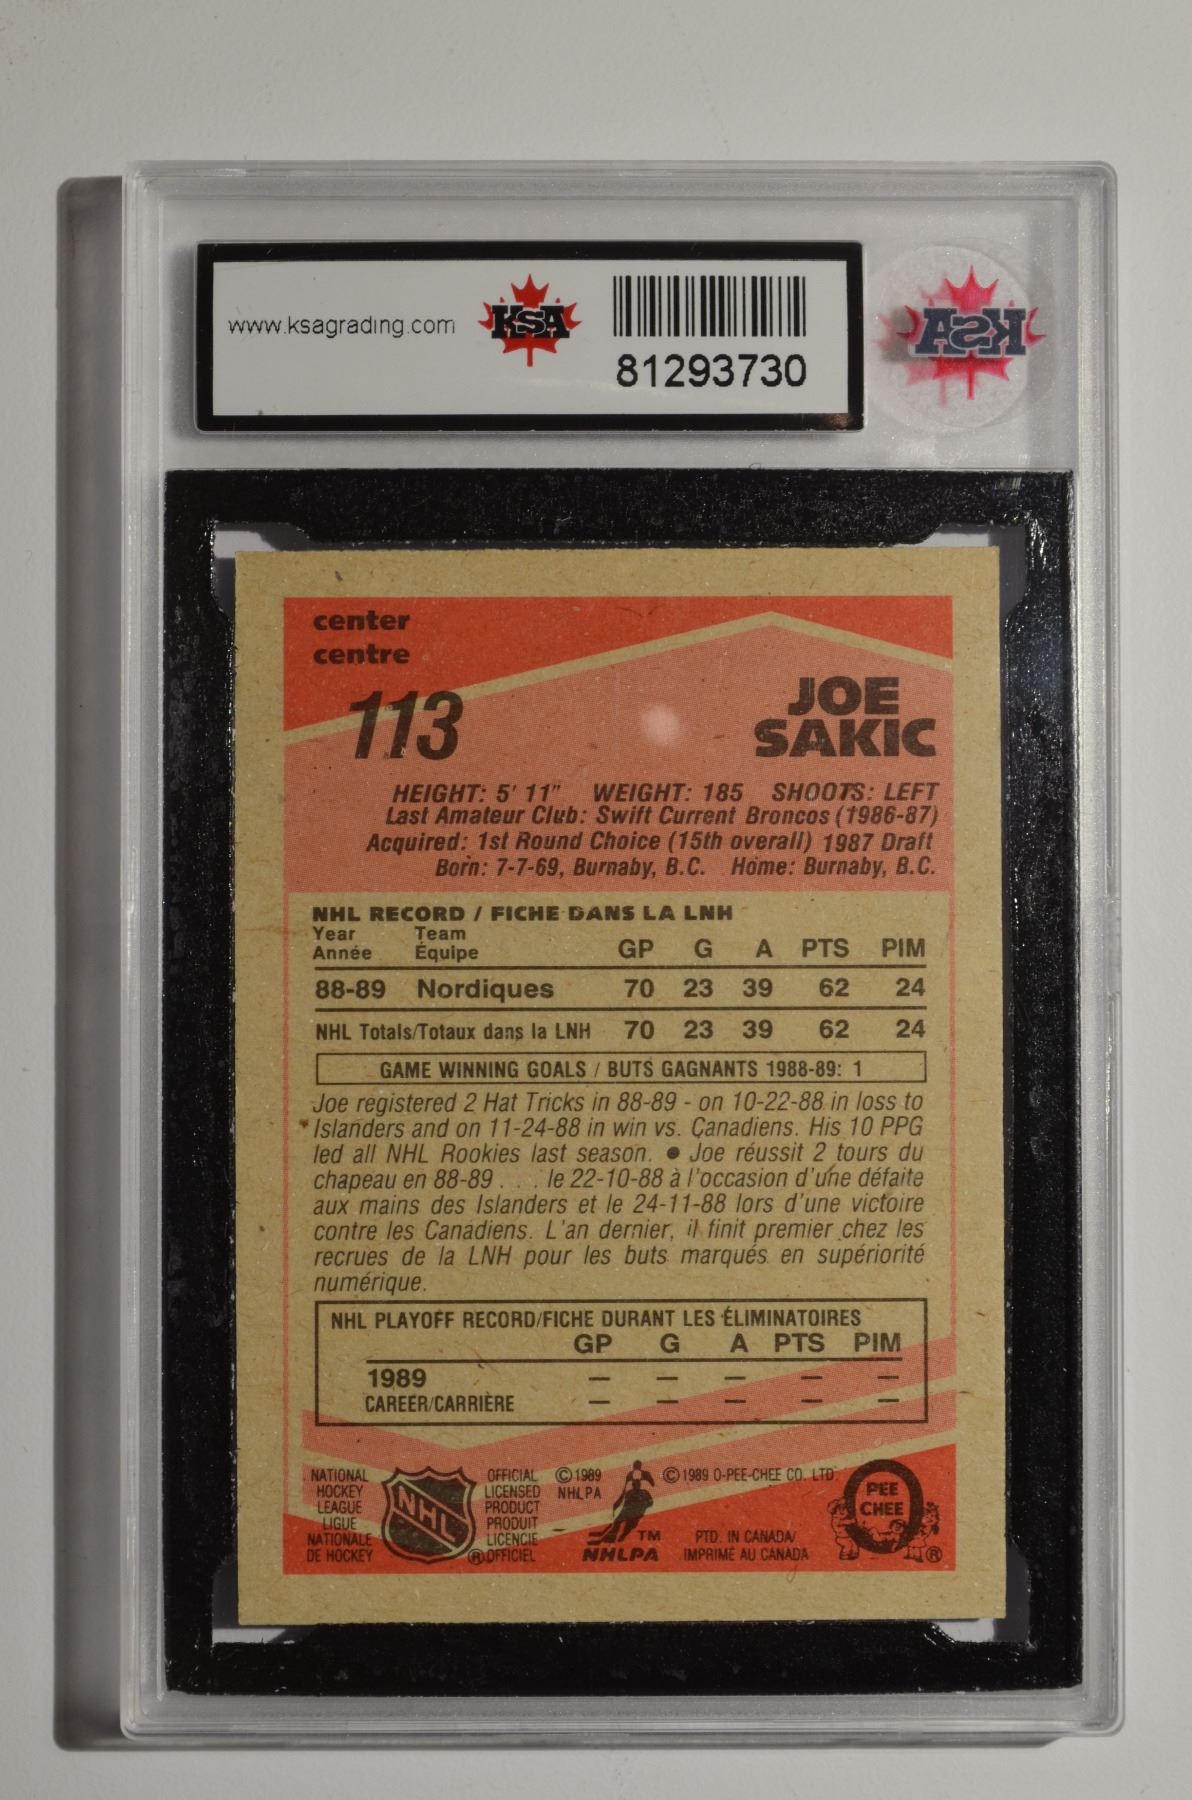 www.ksagrading.com
KSA
81293730
KSA
center
centre
113
JOE
SAKIC
HEIGHT: 5' 11" WEIGHT: 185 SHOOTS: LEFT
Last Amateur Club: Swift Current Broncos (1986-87)
Acquired: 1st Round Choice (15th overall) 1987 Draft
Born: 7-7-69, Burnaby, B.C. Home: Burnaby, B.C.
NHL RECORD / FICHE DANS LA LNH
Year Team
Année Équipe GP G A PTS PIM
88-89 Nordiques 70 23 39 62 24
NHL Totals/Totaux dans la LNH 70 23 39 62 24
GAME WINNING GOALS / BUTS GAGNANTS 1988-89: 1
Joe registered 2 Hat Tricks in 88-89 - on 10-22-88 in loss to
Islanders and on 11-24-88 in win vs. Canadiens. His 10 PPG
led all NHL Rookies last season. ● Joe réussit 2 tours du
chapeau en 88-89 . . . le 22-10-88 à l'occasion d'une défaite
aux mains des Islanders et le 24-11-88 lors d'une victoire
contre les Canadiens. L'an dernier, il finit premier chez les
recrues de la LNH pour les buts marqués en supériorité
numérique.
NHL PLAYOFF RECORD/FICHE DURANT LES ÉLIMINATOIRES
GP G A PTS PIM
1989 — — — — —
CAREER/CARRIÈRE — — — — —
NATIONAL
HOCKEY
LEAGUE
LIGUE
NATIONALE
DE HOCKEY
NHL
®
OFFICIAL
LICENSED
PRODUCT
PRODUIT
LICENCIE
OFFICIEL
© 1989
NHLPA
TM
NHLPA
© 1989 O-PEE-CHEE CO. LTD.
PTD. IN CANADA/
IMPRIMÉ AU CANADA
O
PEE
CHEE
®